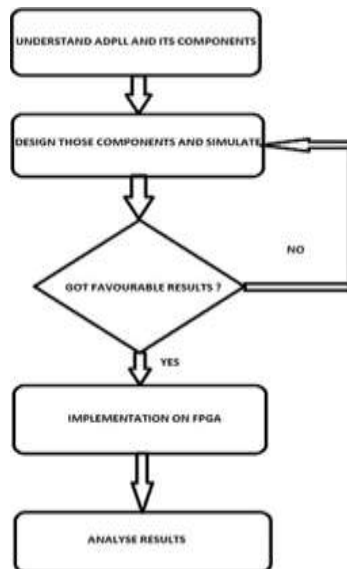 UNDERSTAND ADPLL AND ITS COMPONENTS
DESIGN THOSE COMPONENTS AND SIMULATE
GOT FAVOURABLE RESULTS ?
NO
YES
IMPLEMENTATION ON FPGA
ANALYSE RESULTS